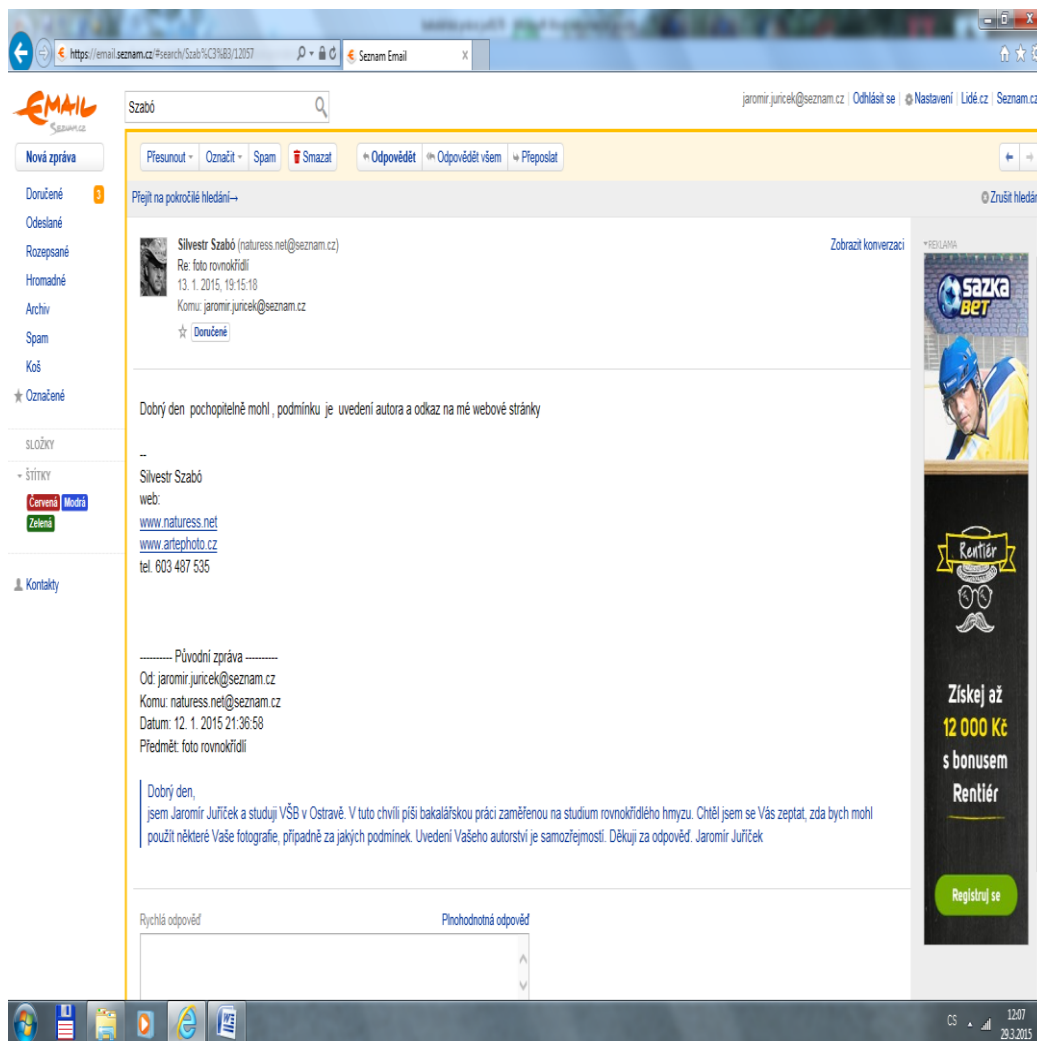 https://email.seznam.cz/#search/Szab%C3%B3/12057
Seznam Email
EMAIL
Seznam.cz
Szabó
jaromir.juricek@seznam.cz | Odhlásit se | Nastavení | Lidé.cz | Seznam.cz
Nová zpráva
Přesunout Označit Spam Smazat Odpovědět Odpovědět všem Přeposlat
Doručené 3
Odeslané
Rozepsané
Hromadné
Archiv
Spam
Koš
Označené
SLOŽKY
ŠTÍTKY
Červená Modrá
Zelená
Kontakty
Přejít na pokročilé hledání→
Zrušit hledán
Silvestr Szabó (naturess.net@seznam.cz)
Zobrazit konverzaci
Re: foto rovnokřídlí
13. 1. 2015, 19:15:18
Komu: jaromir.juricek@seznam.cz
Doručené
Dobrý den pochopitelně mohl , podmínku je uvedení autora a odkaz na mé webové stránky
--
Silvestr Szabó
web:
www.naturess.net
www.artephoto.cz
tel. 603 487 535
---------- Původní zpráva ----------
Od: jaromir.juricek@seznam.cz
Komu: naturess.net@seznam.cz
Datum: 12. 1. 2015 21:36:58
Předmět: foto rovnokřídlí
Dobrý den,
jsem Jaromír Juříček a studuji VŠB v Ostravě. V tuto chvíli píši bakalářskou práci zaměřenou na studium rovnokřídlého hmyzu. Chtěl jsem se Vás zeptat, zda bych mohl
použít některé Vaše fotografie, případně za jakých podmínek. Uvedení Vašeho autorství je samozřejmostí. Děkuji za odpověď. Jaromír Juříček
Rychlá odpověď
Plnohodnotná odpověď
REKLAMA
SAZKA
BET
Rentiér
Získej až
12 000 Kč
s bonusem
Rentiér
Registruj se
CS
12:07
29.3.2015